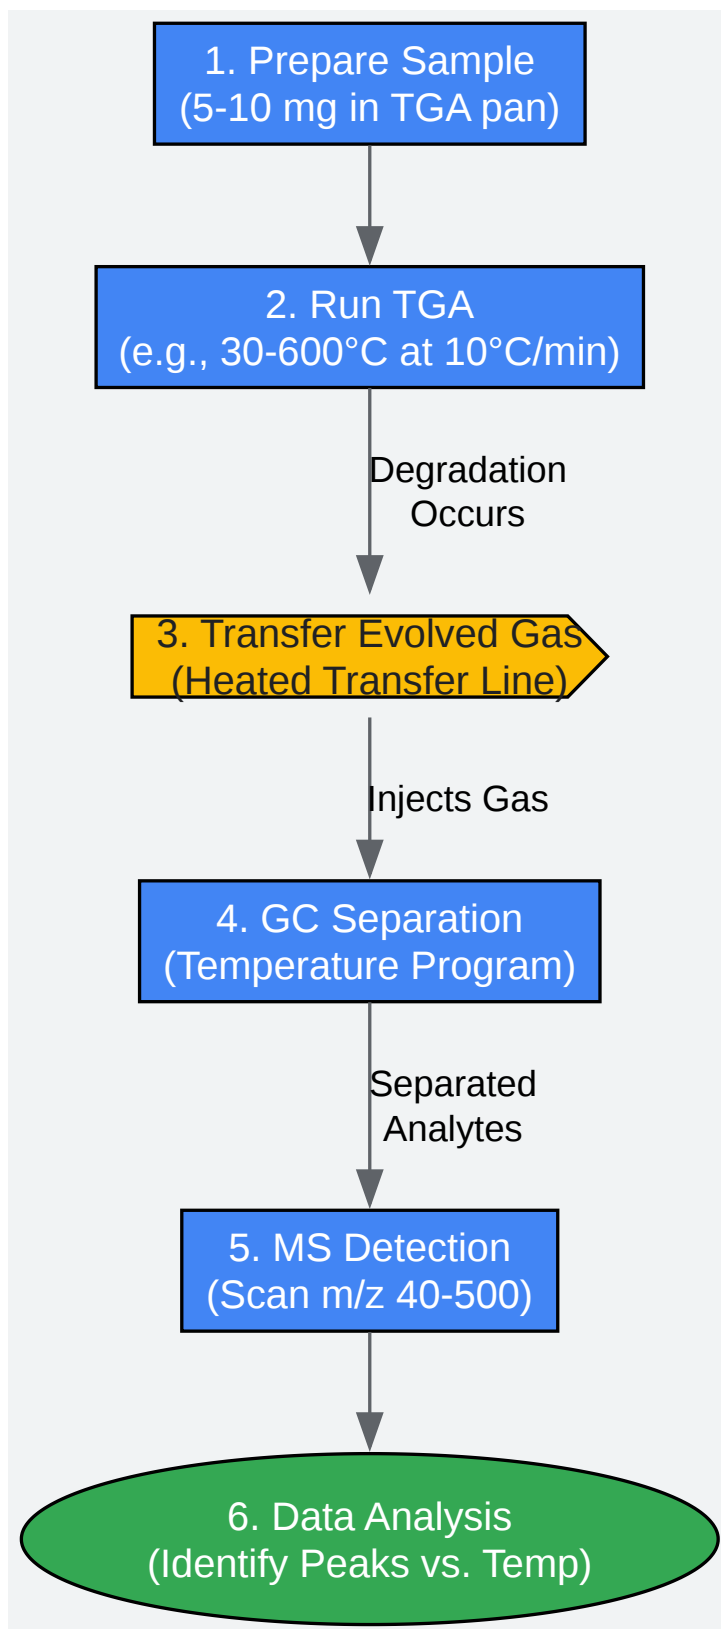 1. Prepare Sample
(5-10 mg in TGA pan)
2. Run TGA
(e.g., 30-600°C at 10°C/min)
Degradation
Occurs
3. Transfer Evolved Gas
(Heated Transfer Line)
Injects Gas
4. GC Separation
(Temperature Program)
Separated
Analytes
5. MS Detection
(Scan m/z 40-500)
6. Data Analysis
(Identify Peaks vs. Temp)